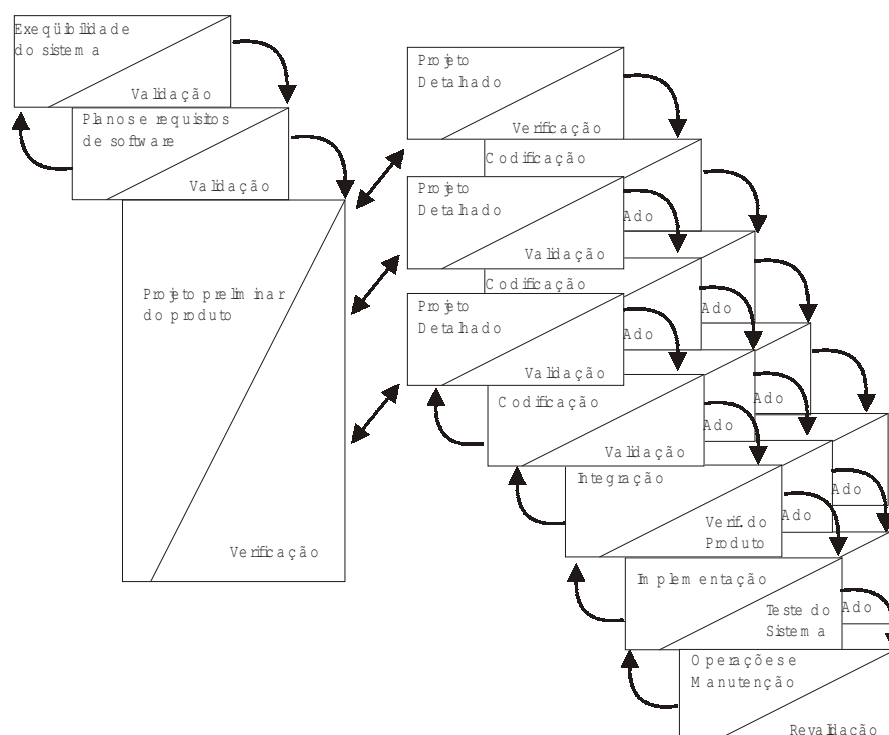 Exeqüibilidade
do sistema
Validação
Planos e requisitos
de software
Validação
Projeto preliminar
do produto
Verificação
Projeto
Detalhado
Verificação
Codificação
Projeto
Detalhado
Ado
Validação
Codificação
Projeto
Detalhado
Ado
Ado
Validação
Codificação
Ado
Ado
Validação
Integração
Ado
Ado
Verif. do
Produto
Implementação
Teste do
Sistema
Ado
Operações e
Manutenção
Revalidação